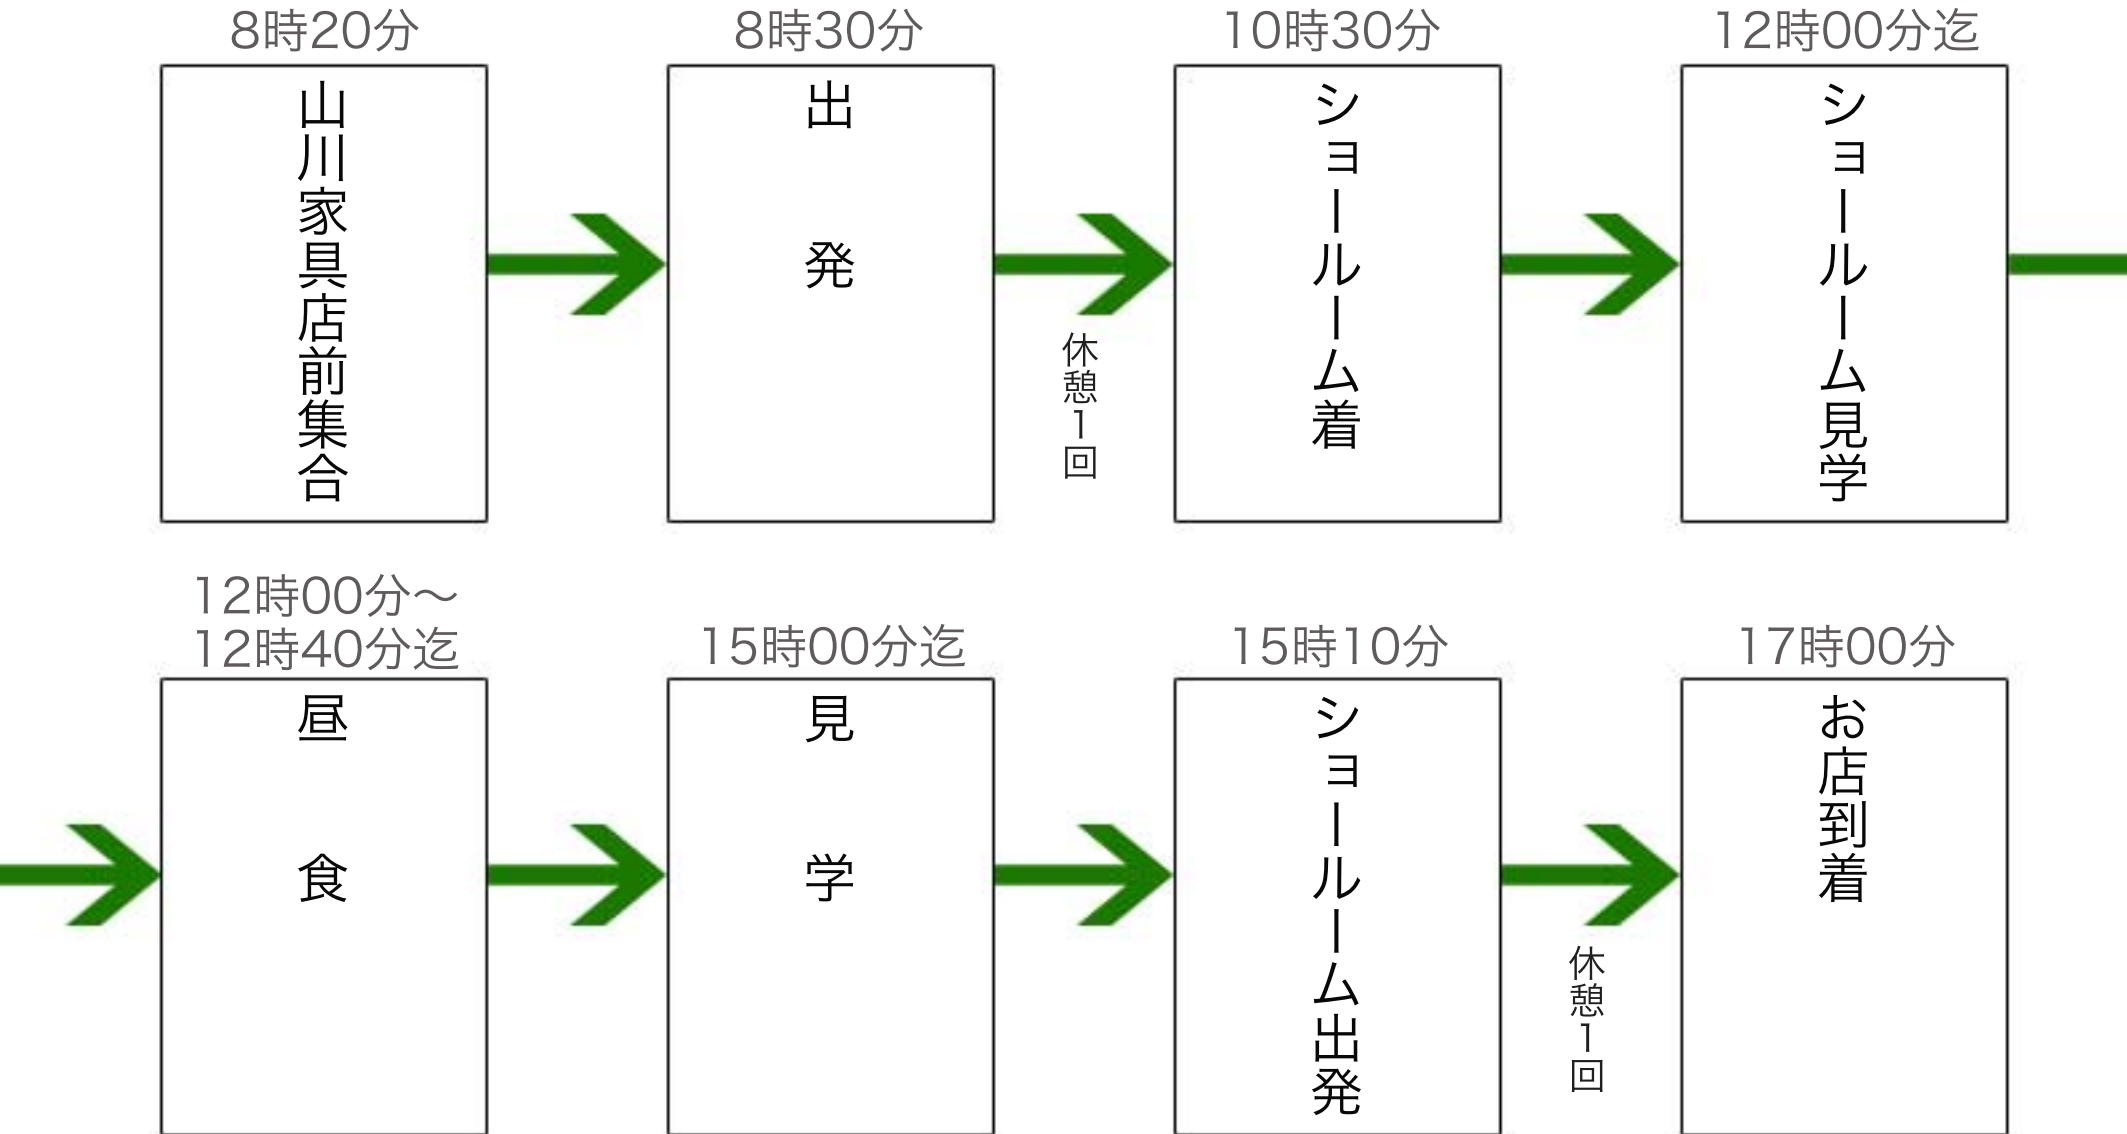 8時20分
山川家具店前集合
8時30分
出発
休憩1回
10時30分
ショールーム着
12時00分迄
ショールーム見学
12時00分〜
12時40分迄
昼食
15時00分迄
見学
15時10分
ショールーム出発
休憩1回
17時00分
お店到着